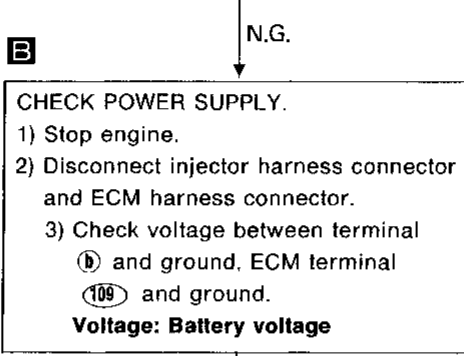 N.G.
B
CHECK POWER SUPPLY.
1) Stop engine.
2) Disconnect injector harness connector
and ECM harness connector.
3) Check voltage between terminal
ⓑ and ground, ECM terminal
(109) and ground.
Voltage: Battery voltage